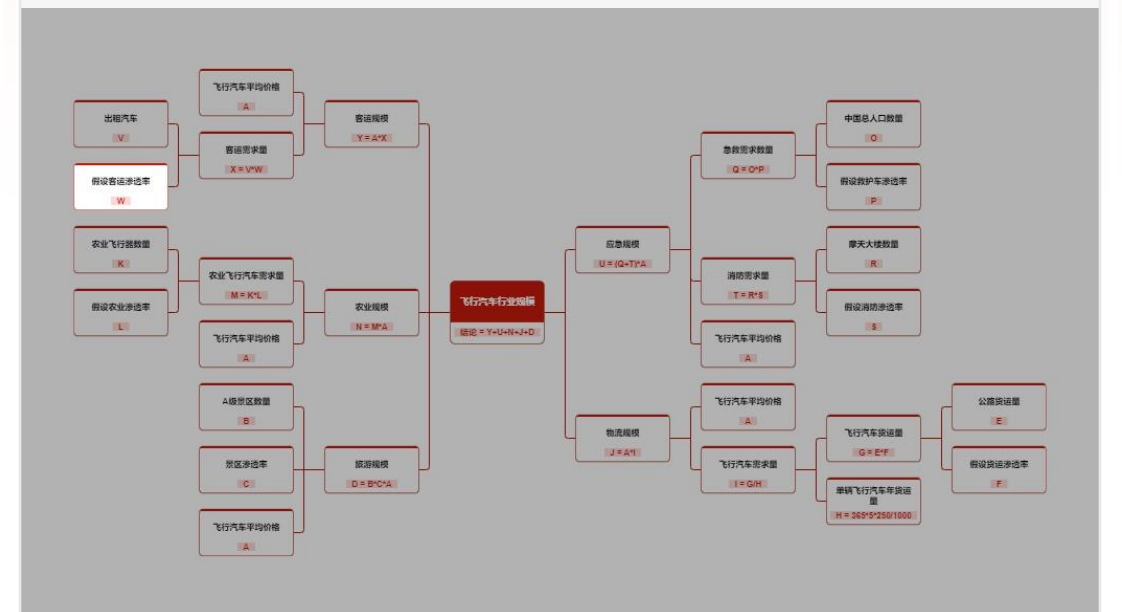 飞行汽车平均价格
A
出租汽车
V
客运规模
Y = A*X
客运需求量
X = V*W
假设客运渗透率
W
农业飞行器数量
K
农业飞行汽车需求量
M = K*L
假设农业渗透率
L
农业规模
N = M*A
飞行汽车平均价格
A
A级景区数量
B
景区渗透率
C
旅游规模
D = B*C*A
飞行汽车平均价格
A
飞行汽车行业规模
结论 = Y+U+N+J+D
应急规模
U = (Q+T)*A
急救需求数量
Q = O*P
中国总人口数量
O
假设救护车渗透率
P
消防需求量
T = R*S
摩天大楼数量
R
假设消防渗透率
S
飞行汽车平均价格
A
物流规模
J = A*I
飞行汽车平均价格
A
飞行汽车需求量
I = G/H
飞行汽车货运量
G = E*F
公路货运量
E
假设货运渗透率
F
单辆飞行汽车年货运
量
H = 365*5*250/1000